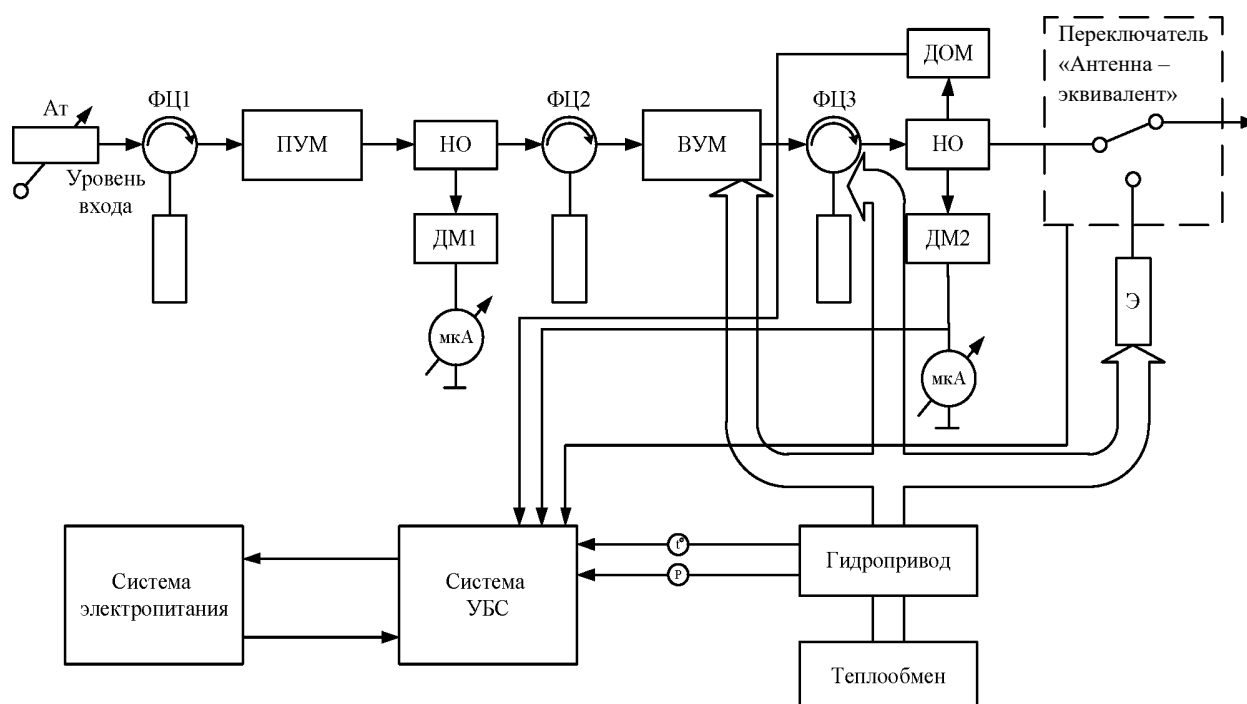 Переключатель
«Антенна –
эквивалент»
ДОМ
Ат
ФЦ1
ФЦ2
ФЦ3
ПУМ
НО
ВУМ
НО
Уровень
входа
ДМ1
ДМ2
Э
мкА
мкА
t°
P
Гидропривод
Система
электропитания
Система
УБС
Теплообмен